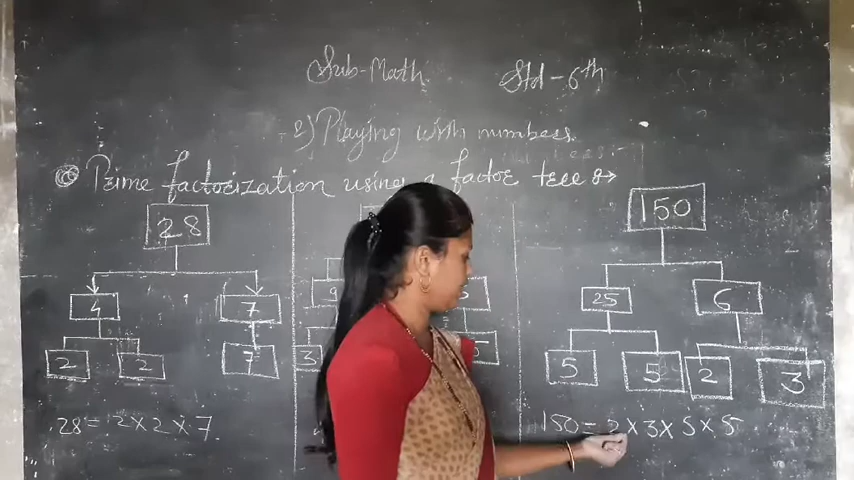 Sub-Math Std-6th
2) Playing with numbers.
Prime factorization using a factor tree :→
28
150
4 7
9
25 6
2 2 7
3 5
5 5 2 3
28 = 2 x 2 x 7
150 = 2 x 3 x 5 x 5